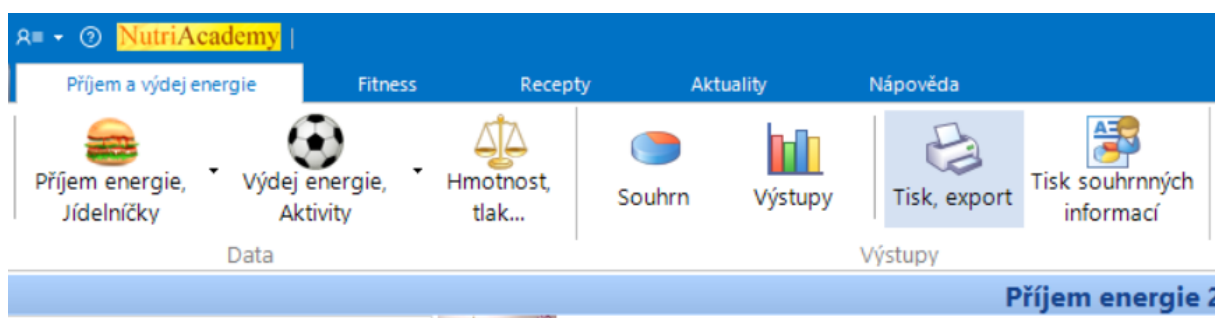 NutriAcademy
Příjem a výdej energie Fitness Recepty Aktuality Nápověda
Příjem energie, Jídelníčky
Výdej energie, Aktivity
Hmotnost, tlak...
Souhrn
Výstupy
Tisk, export
Tisk souhrnných informací
Data
Výstupy
Příjem energie